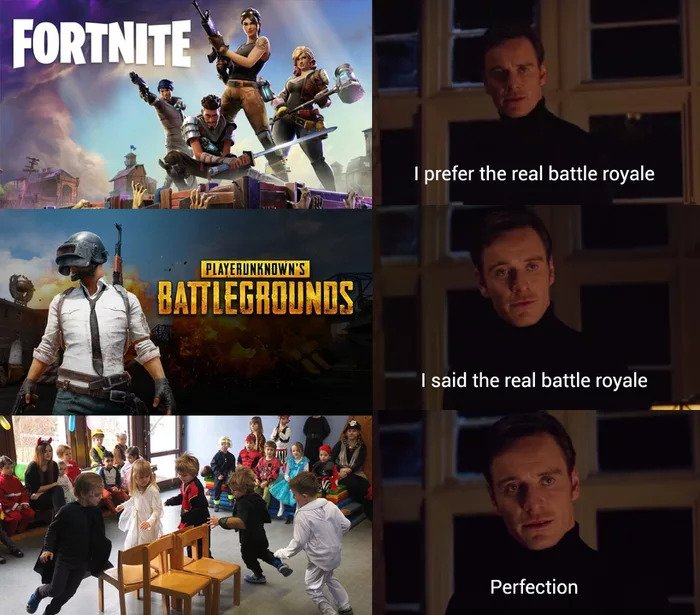 FORTNITE
I prefer the real battle royale
PLAYERUNKNOWN'S
BATTLEGROUNDS
I said the real battle royale
Perfection